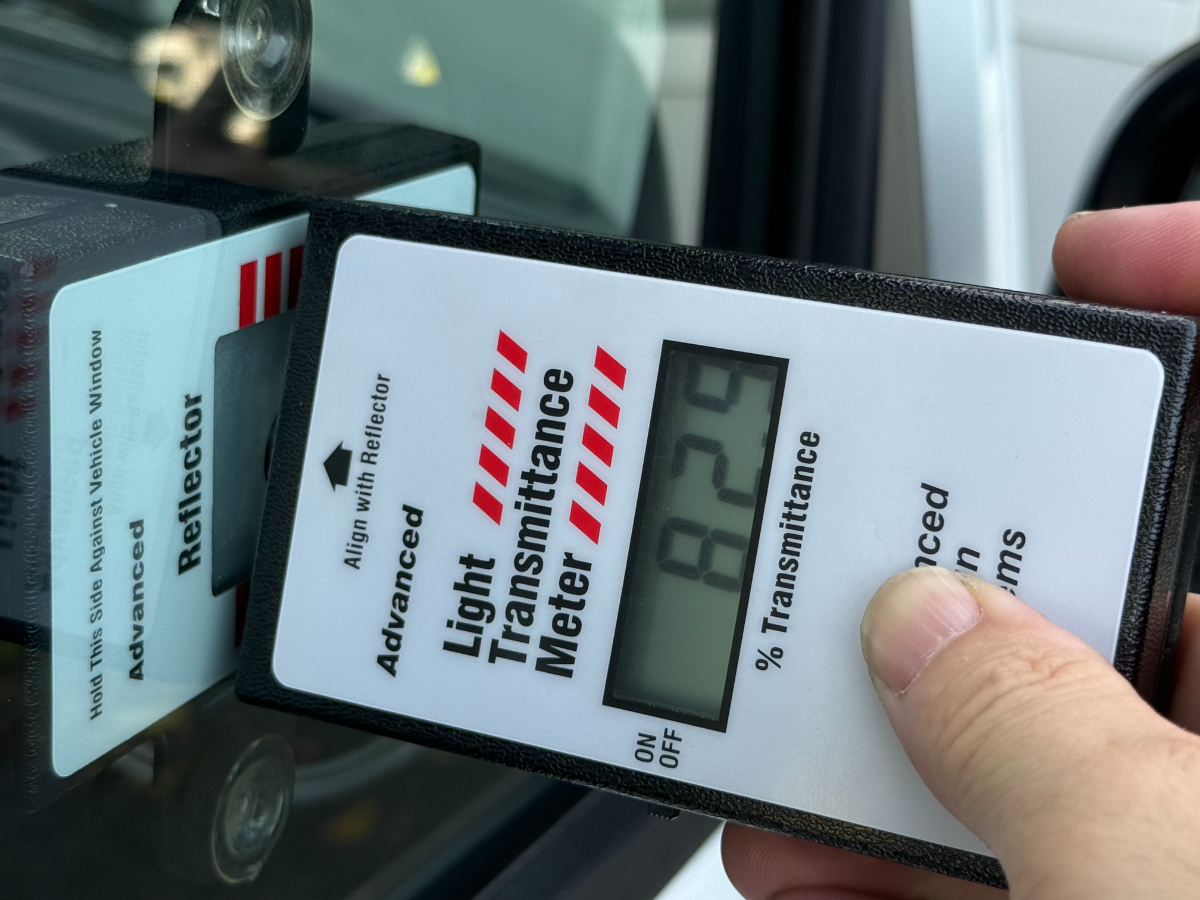 Hold This Side Against Vehicle Window
Advanced
Reflector
Align with Reflector
Advanced
Light
Transmittance
Meter
82.9
% Transmittance
ON
OFF